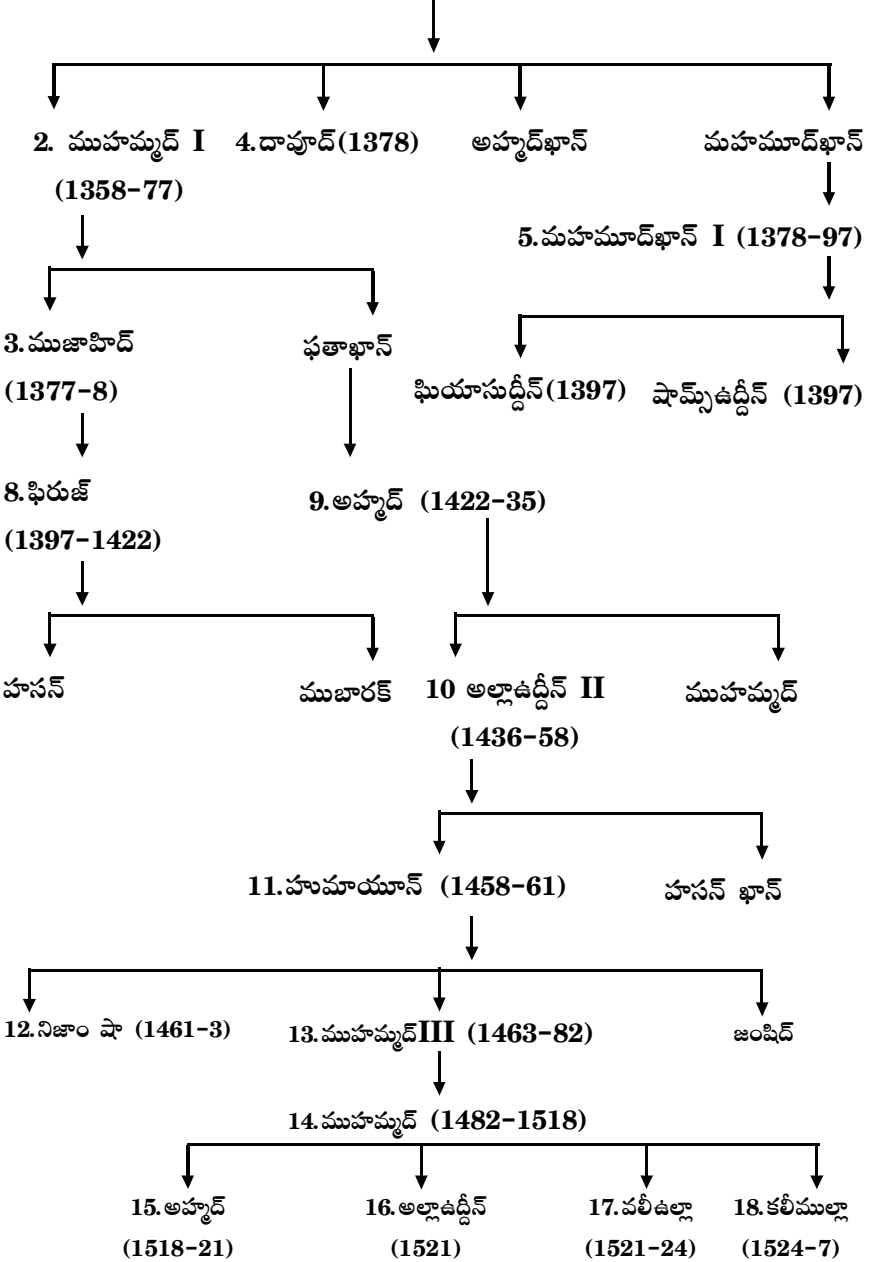 2. ముహమ్మద్ I 4.దావూద్(1378) అహ్మద్‌ఖాన్ మహమూద్‌ఖాన్
(1358-77)
5.మహమూద్‌ఖాన్ I (1378-97)
3.ముజాహిద్ ఫతాఖాన్
(1377-8) ఘియాసుద్దీన్(1397) షామ్స్‌ఉద్దీన్ (1397)
8.ఫిరుజ్ 9.అహ్మద్ (1422-35)
(1397-1422)
హసన్ ముబారక్ 10 అల్లాఉద్దీన్ II ముహమ్మద్
(1436-58)
11.హుమాయూన్ (1458-61) హసన్ ఖాన్
12.నిజాం షా (1461-3) 13.ముహమ్మద్III (1463-82) జంషిద్
14.ముహమ్మద్ (1482-1518)
15.అహ్మద్ 16.అల్లాఉద్దీన్ 17.వలీఉల్లా 18.కలీముల్లా
(1518-21) (1521) (1521-24) (1524-7)